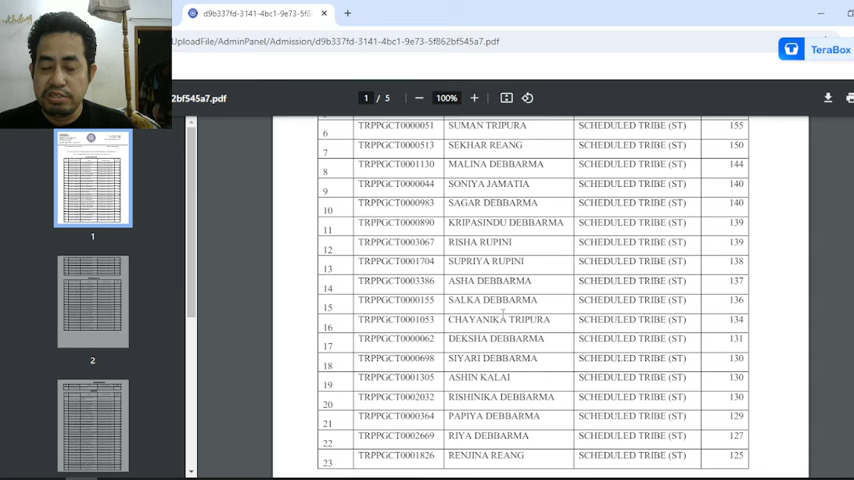 d9b337fd-3141-4bc1-9e73-5f8
UploadFile/AdminPanel/Admission/d9b337fd-3141-4bc1-9e73-5f862bf545a7.pdf
TeraBox
2bf545a7.pdf
1 / 5
100%
6 TRPPGCT0000051 SUMAN TRIPURA SCHEDULED TRIBE (ST) 155
7 TRPPGCT0000513 SEKHAR REANG SCHEDULED TRIBE (ST) 150
8 TRPPGCT0001130 MALINA DEBBARMA SCHEDULED TRIBE (ST) 144
9 TRPPGCT0000044 SONIYA JAMATIA SCHEDULED TRIBE (ST) 140
10 TRPPGCT0000983 SAGAR DEBBARMA SCHEDULED TRIBE (ST) 140
11 TRPPGCT0000890 KRIPASINDU DEBBARMA SCHEDULED TRIBE (ST) 139
12 TRPPGCT0003067 RISHA RUPINI SCHEDULED TRIBE (ST) 139
13 TRPPGCT0001704 SUPRIYA RUPINI SCHEDULED TRIBE (ST) 138
14 TRPPGCT0003386 ASHA DEBBARMA SCHEDULED TRIBE (ST) 137
15 TRPPGCT0000155 SALKA DEBBARMA SCHEDULED TRIBE (ST) 136
16 TRPPGCT0001053 CHAYANIKA TRIPURA SCHEDULED TRIBE (ST) 134
17 TRPPGCT0000062 DEKSHA DEBBARMA SCHEDULED TRIBE (ST) 131
18 TRPPGCT0000698 SIYARI DEBBARMA SCHEDULED TRIBE (ST) 130
19 TRPPGCT0001305 ASHIN KALAI SCHEDULED TRIBE (ST) 130
20 TRPPGCT0002032 RISHINIKA DEBBARMA SCHEDULED TRIBE (ST) 130
21 TRPPGCT0000364 PAPIYA DEBBARMA SCHEDULED TRIBE (ST) 129
22 TRPPGCT0002669 RIYA DEBBARMA SCHEDULED TRIBE (ST) 127
23 TRPPGCT0001826 RENJINA REANG SCHEDULED TRIBE (ST) 125
1
2